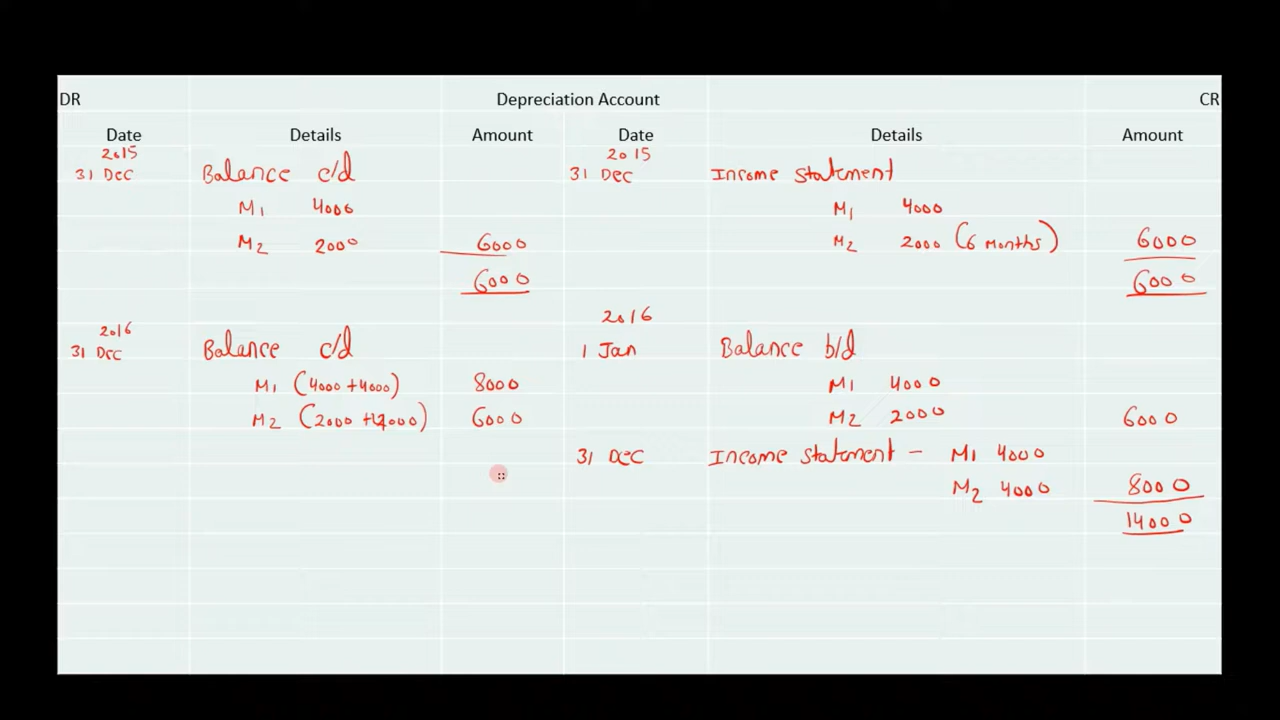 DR Depreciation Account CR
Date Details Amount Date Details Amount
2015 2015
31 Dec Balance c/d 31 Dec Income statement
M1 4000 M1 4000
M2 2000 6000 M2 2000 (6 Months) 6000
6000 6000
2016 2016
31 Dec Balance c/d 1 Jan Balance b/d
M1 (4000+4000) 8000 M1 4000
M2 (2000+4000) 6000 M2 2000 6000
31 Dec Income statement - M1 4000
M2 4000 8000
14000